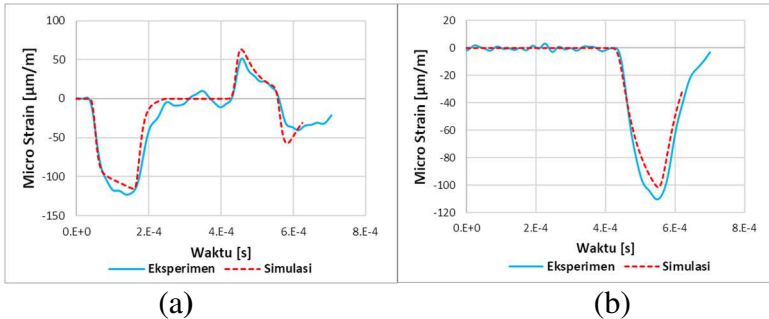 (a)
Micro Strain [µm/m]
100
50
0
-50
-100
-150
0.E+0 2.E-4 4.E-4 6.E-4 8.E-4
Waktu [s]
Eksperimen Simulasi
(a)
(b)
Micro Strain [µm/m]
20
0
-20
-40
-60
-80
-100
-120
0.E+0 2.E-4 4.E-4 6.E-4 8.E-4
Waktu [s]
Eksperimen Simulasi
(b)